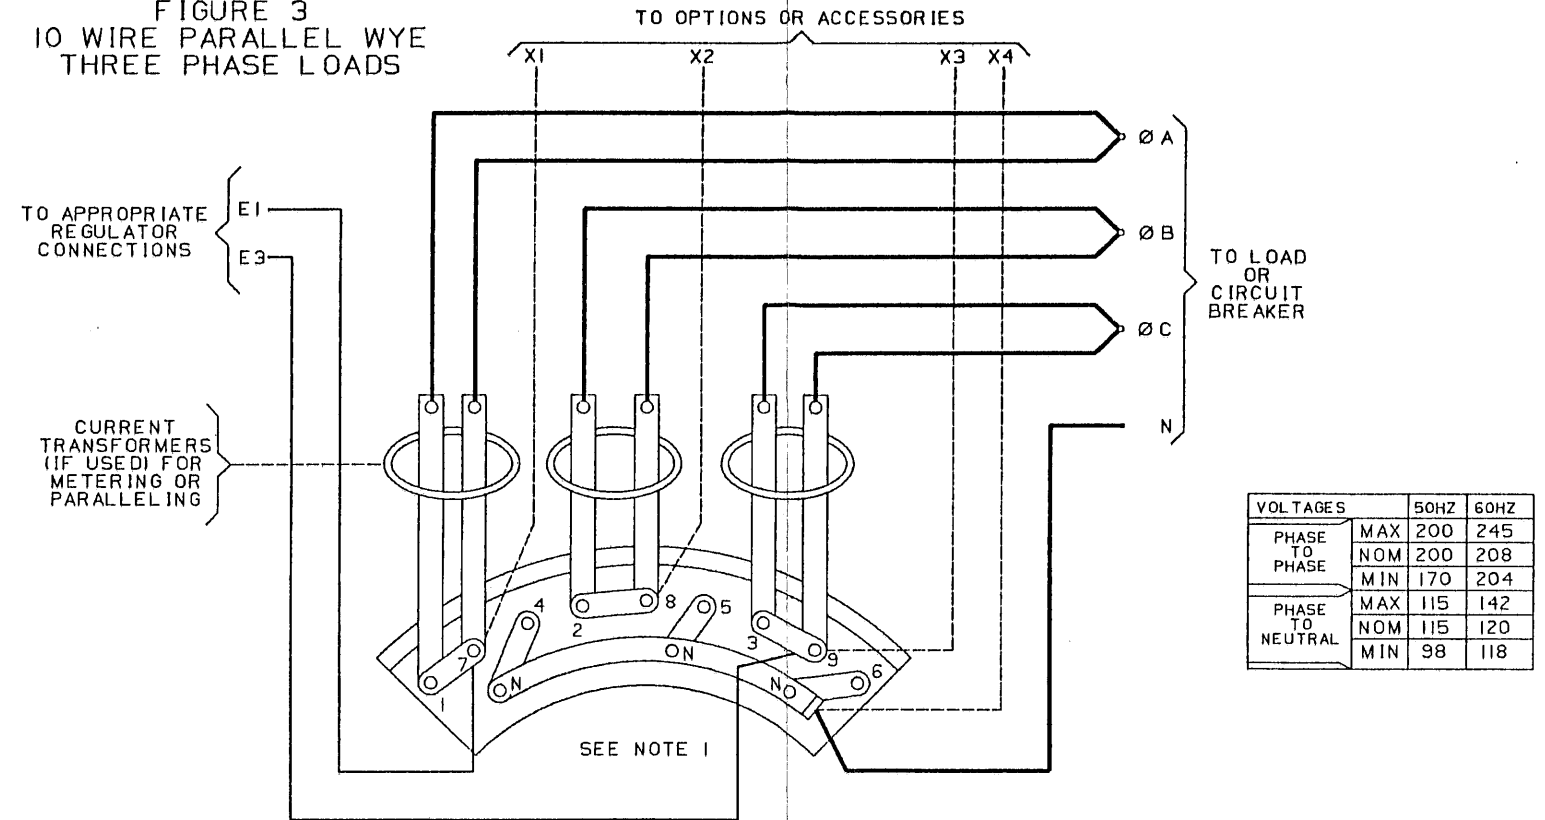 FIGURE 3
10 WIRE PARALLEL WYE
THREE PHASE LOADS
TO OPTIONS OR ACCESSORIES
X1 X2 X3 X4
Ø A
TO APPROPRIATE
REGULATOR
CONNECTIONS
E1
E3
Ø B
TO LOAD
OR
CIRCUIT
BREAKER
Ø C
N
CURRENT
TRANSFORMERS
(IF USED) FOR
METERING OR
PARALLELING
4
2
8
5
3
7
N
9
6
1
N
N
SEE NOTE 1
VOLTAGES 50HZ 60HZ
PHASE
TO
PHASE
MAX 200 245
NOM 200 208
MIN 170 204
PHASE
TO
NEUTRAL
MAX 115 142
NOM 115 120
MIN 98 118